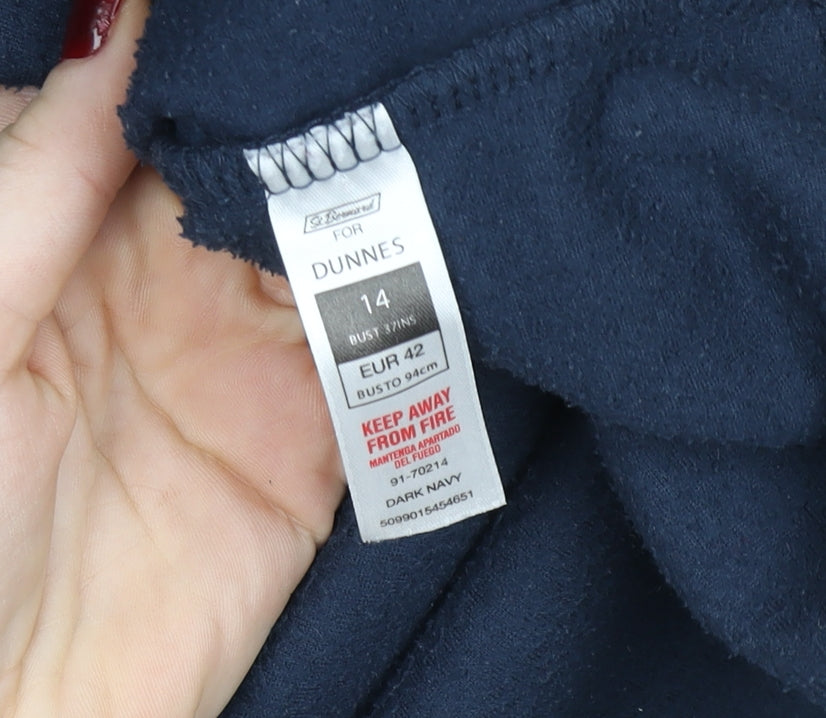 St. Bernard
FOR
DUNNES
14
BUST 37INS
EUR 42
BUSTO 94cm
KEEP AWAY
FROM FIRE
MANTENGA APARTADO
DEL FUEGO
91-70214
DARK NAVY
5099015454651